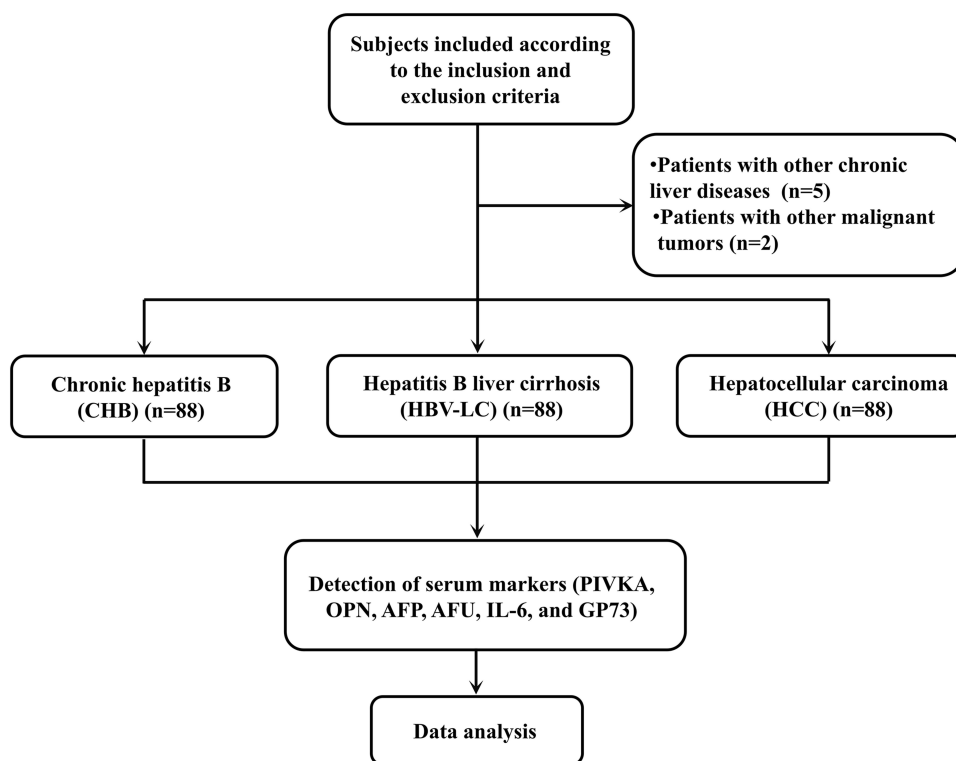 Subjects included according
to the inclusion and
exclusion criteria
•Patients with other chronic
liver diseases (n=5)
•Patients with other malignant
tumors (n=2)
Chronic hepatitis B
(CHB) (n=88)
Hepatitis B liver cirrhosis
(HBV-LC) (n=88)
Hepatocellular carcinoma
(HCC) (n=88)
Detection of serum markers (PIVKA,
OPN, AFP, AFU, IL-6, and GP73)
Data analysis